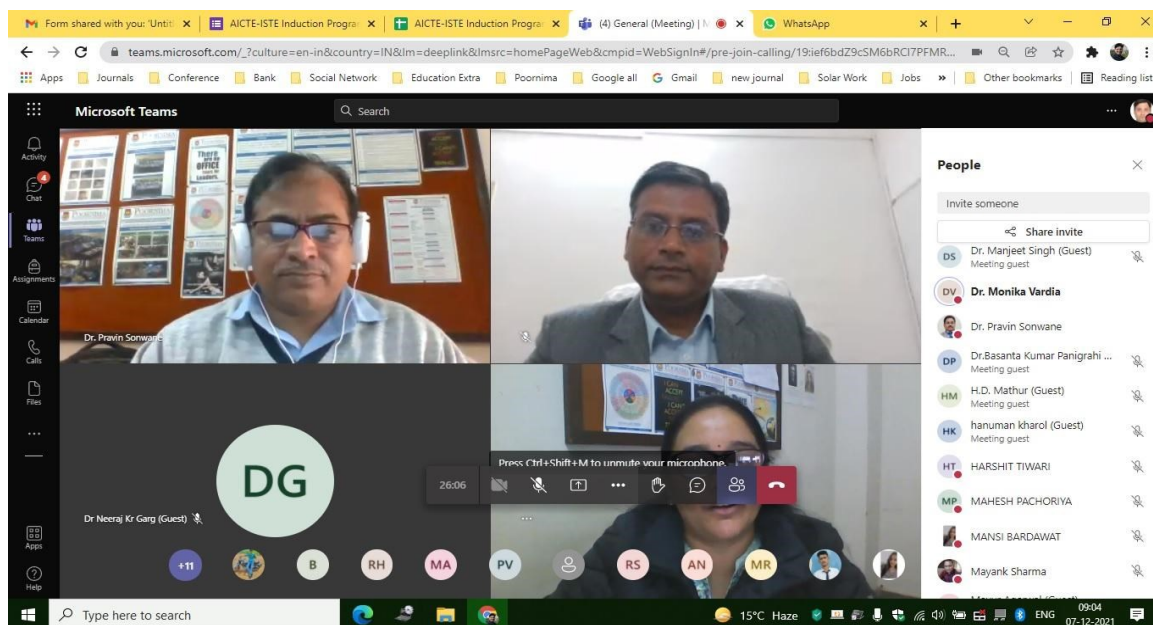 Form shared with you: 'Untit
AICTE-ISTE Induction Progra
AICTE-ISTE Induction Progra
(4) General (Meeting) | M
WhatsApp
teams.microsoft.com/_?culture=en-in&country=IN&lm=deeplink&lmsrc=homePageWeb&cmpid=WebSignIn#/pre-join-calling/19:ief6bdZ9cSM6bRCI7PFMR...
Apps Journals Conference Bank Social Network Education Extra Poornima Google all Gmail new journal Solar Work Jobs » Other bookmarks Reading list
Microsoft Teams
Search
Activity
4
Chat
Teams
Assignments
Calendar
Calls
Files
Apps
Help
There
OFFICE
Leaders
Dr. Pravin Sonwane
DG
Dr Neeraj Kr Garg (Guest)
Press Ctrl+Shift+M to unmute your microphone.
26:06
+11
B
RH
MA
PV
RS
AN
MR
People
Invite someone
Share invite
DS Dr. Manjeet Singh (Guest)
Meeting guest
DV Dr. Monika Vardia
Dr. Pravin Sonwane
DP Dr.Basanta Kumar Panigrahi ...
Meeting guest
HM H.D. Mathur (Guest)
Meeting guest
HK hanuman kharol (Guest)
Meeting guest
HT HARSHIT TIWARI
MP MAHESH PACHORIYA
MANSI BARDAWAT
Mayank Sharma
Type here to search
15°C Haze
ENG
09:04
07-12-2021